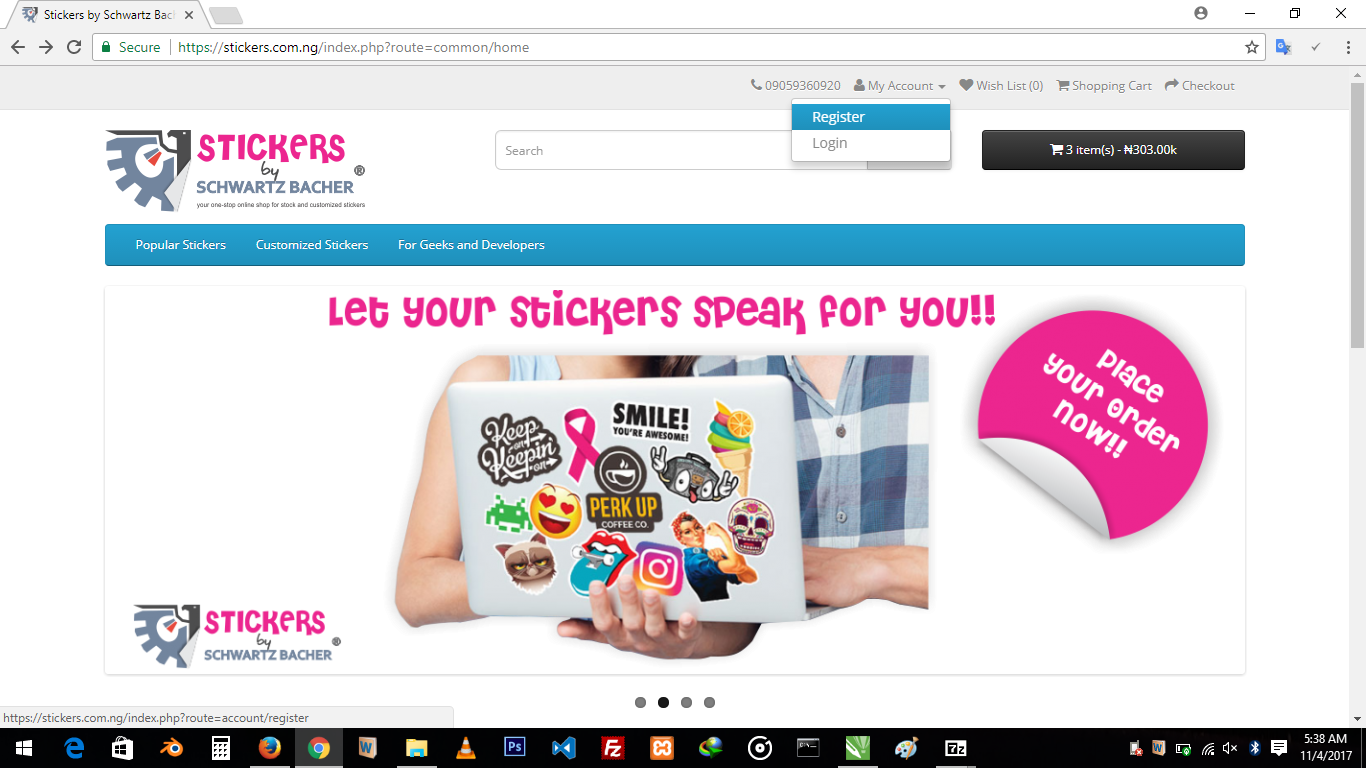 Stickers by Schwartz Bac
Secure
https://stickers.com.ng/index.php?route=common/home
09059360920 My Account Wish List (0) Shopping Cart Checkout
Register
Login
STICKERS
by
SCHWARTZ BACHER ®
your one-stop online shop for stock and customized stickers
Search
3 item(s) - ₦303.00k
Popular Stickers Customized Stickers For Geeks and Developers
Let your stickers speak for you!!
Place
your order
now!!
Keep
on
Keepin'
on
SMILE!
YOU'RE AWESOME!
PERK UP
COFFEE CO.
STICKERS
by
SCHWARTZ BACHER ®
https://stickers.com.ng/index.php?route=account/register
W
Ps
Fz
7z
W
5:38 AM
11/4/2017